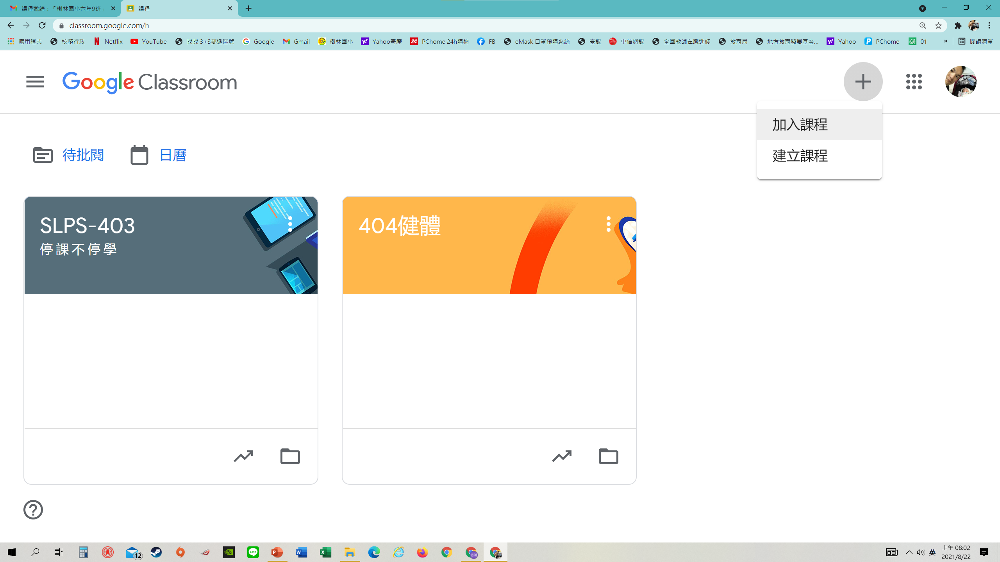 課程邀請：「樹林國小六年9班」
課程
classroom.google.com/h
應用程式
校務行政
Netflix
YouTube
找找 3+3郵遞區號
Google
Gmail
樹林國小
Yahoo奇摩
PChome 24h購物
FB
eMask 口罩預購系統
臺銀
中信網銀
全國教師在職進修
教育局
地方教育發展基金...
Yahoo
PChome
01
»
閱讀清單
Google Classroom
加入課程
建立課程
待批閱
日曆
SLPS-403
停課不停學
404健體
12
英
上午 08:02
2021/8/22